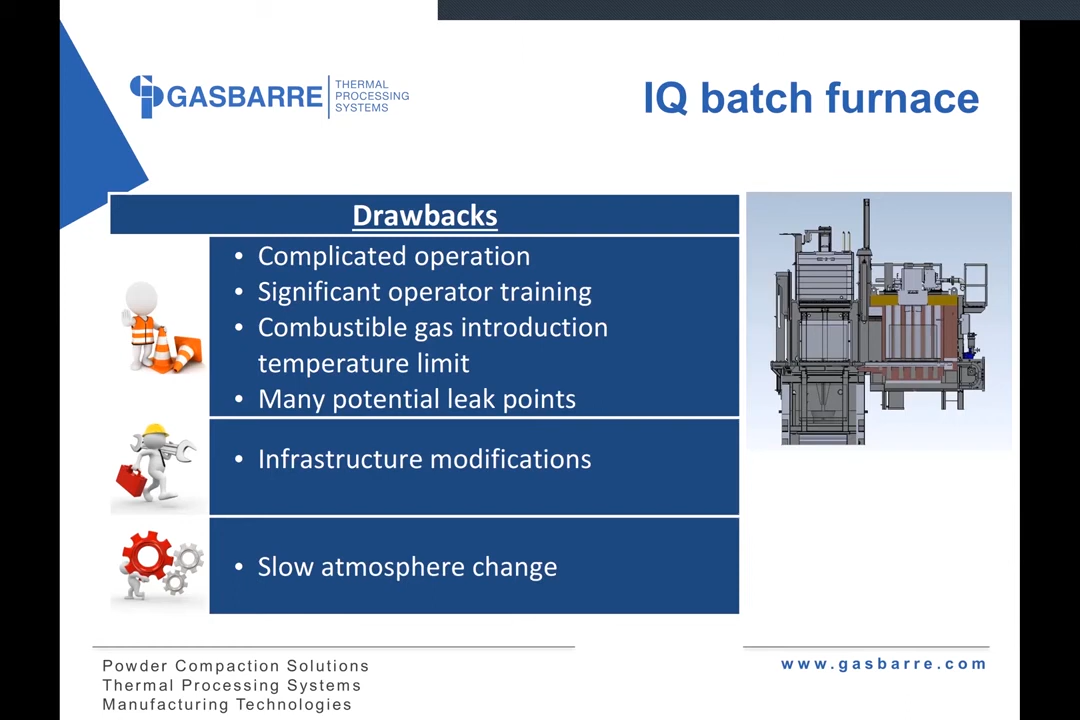 GASBARRE
THERMAL
PROCESSING
SYSTEMS
IQ batch furnace
Drawbacks
• Complicated operation
• Significant operator training
• Combustible gas introduction
temperature limit
• Many potential leak points
• Infrastructure modifications
• Slow atmosphere change
Powder Compaction Solutions
Thermal Processing Systems
Manufacturing Technologies
www.gasbarre.com